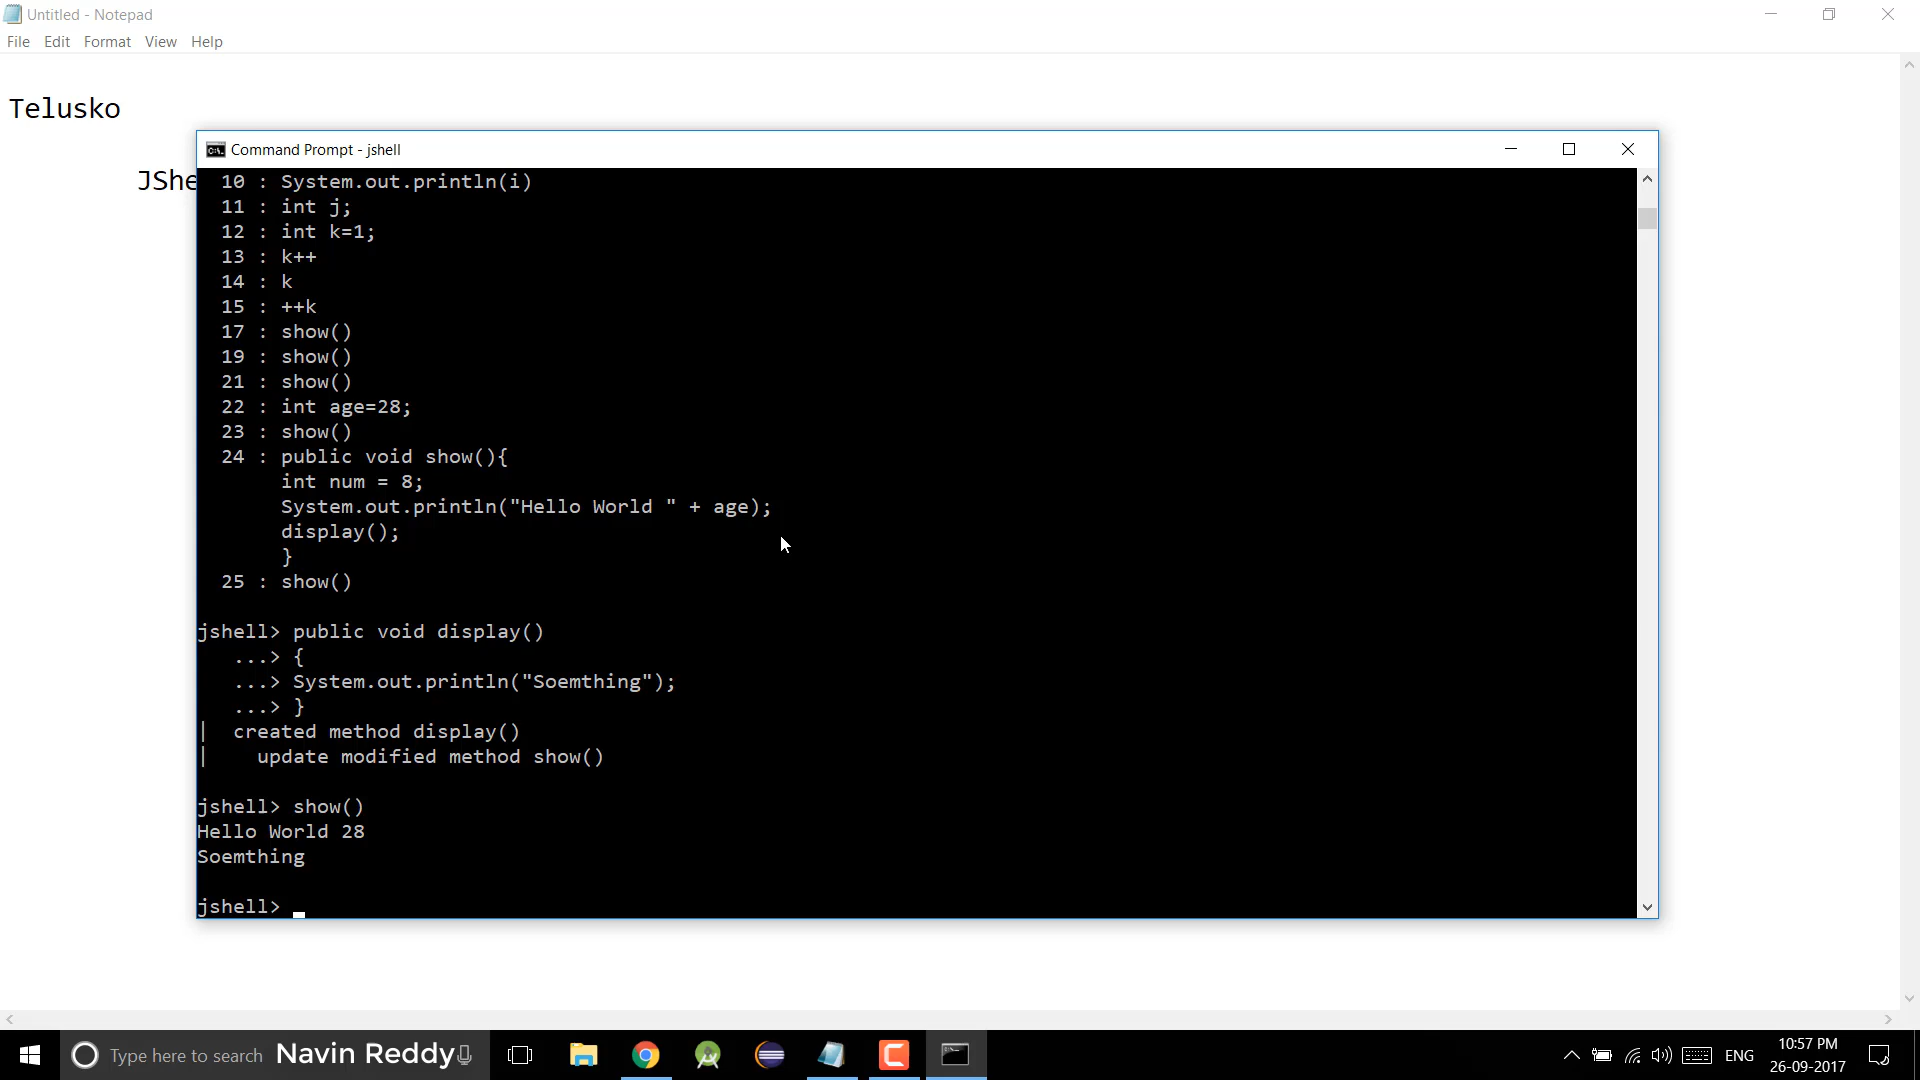 Untitled - Notepad
File Edit Format View Help
Telusko
JShe
Command Prompt - jshell
10 : System.out.println(i)
11 : int j;
12 : int k=1;
13 : k++
14 : k
15 : ++k
17 : show()
19 : show()
21 : show()
22 : int age=28;
23 : show()
24 : public void show(){
int num = 8;
System.out.println("Hello World " + age);
display();
}
25 : show()
jshell> public void display()
...> {
...> System.out.println("Soemthing");
...> }
| created method display()
| update modified method show()
jshell> show()
Hello World 28
Soemthing
jshell>
Type here to search Navin Reddy
ENG
10:57 PM
26-09-2017